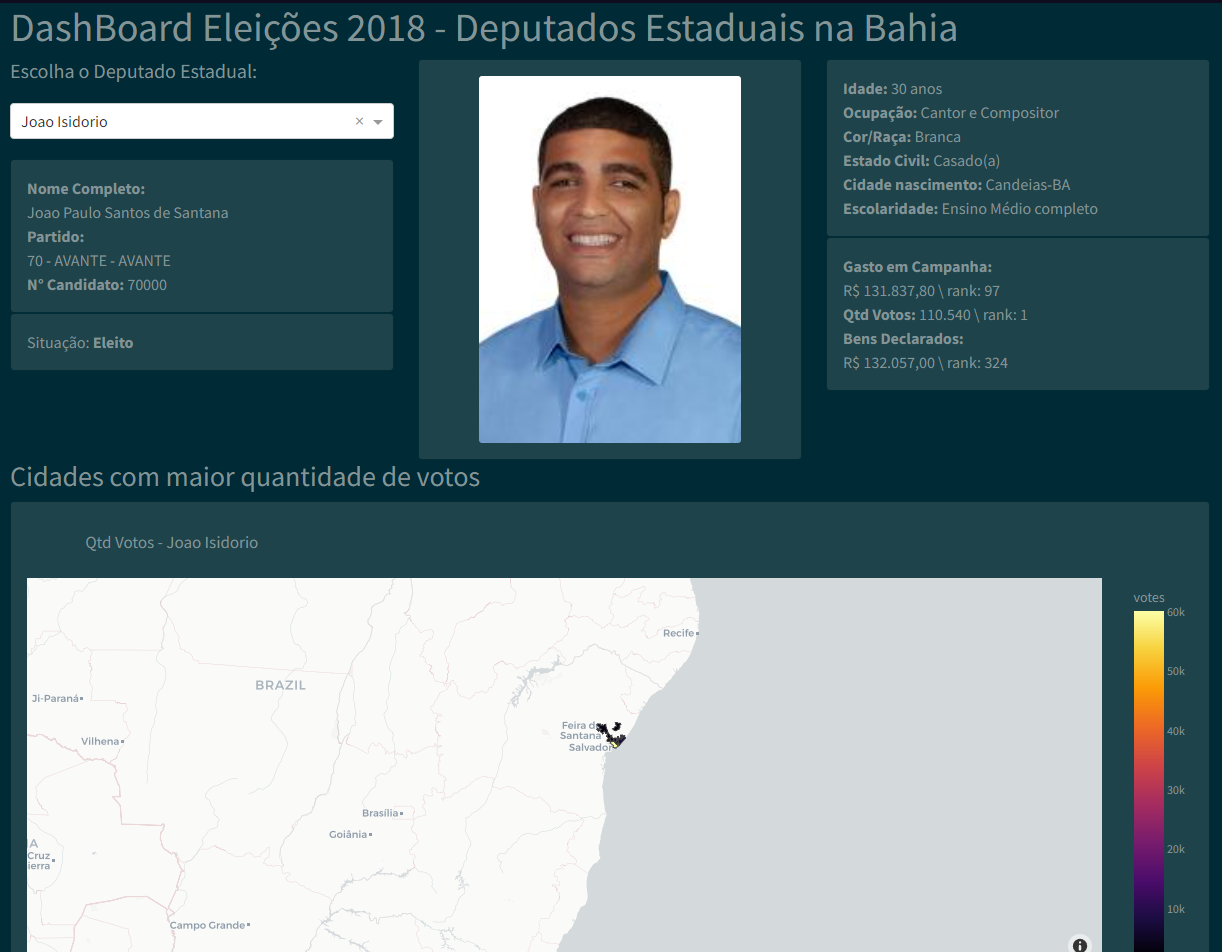 DashBoard Eleições 2018 - Deputados Estaduais na Bahia
Escolha o Deputado Estadual:
Joao Isidorio
Nome Completo:
Joao Paulo Santos de Santana
Partido:
70 - AVANTE - AVANTE
N° Candidato: 70000
Situação: Eleito
Idade: 30 anos
Ocupação: Cantor e Compositor
Cor/Raça: Branca
Estado Civil: Casado(a)
Cidade nascimento: Candeias-BA
Escolaridade: Ensino Médio completo
Gasto em Campanha:
R$ 131.837,80 \ rank: 97
Qtd Votos: 110.540 \ rank: 1
Bens Declarados:
R$ 132.057,00 \ rank: 324
Cidades com maior quantidade de votos
Qtd Votos - Joao Isidorio
votes
60k
50k
40k
30k
20k
10k
Recife
BRAZIL
Ji-Paraná
Feira d
Santana
Vilhena
Salvador
Brasília
Goiânia
A
Cruz
ierra
Campo Grande